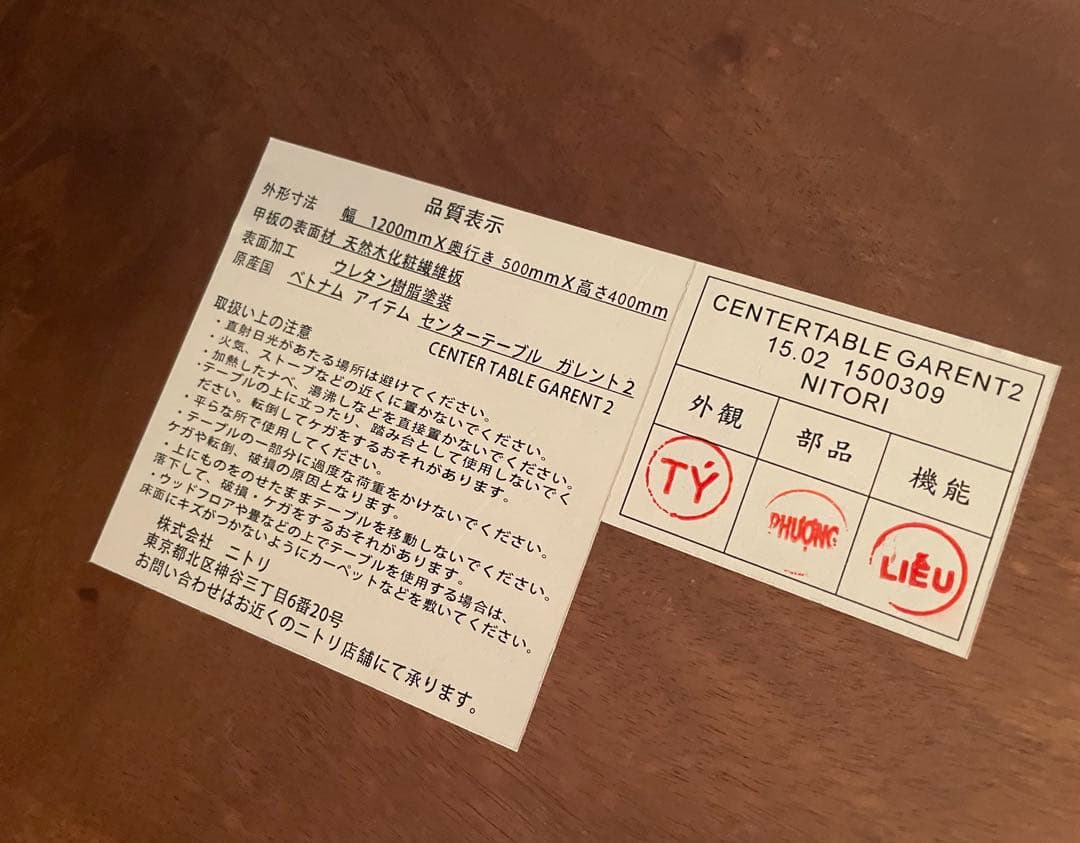 品質表示
外形寸法 幅 1200mm X 奥行き 500mm X 高さ400mm
甲板の表面材 天然木化粧繊維板
表面加工 ウレタン樹脂塗装
原産国 ベトナム アイテム センターテーブル ガレント2
CENTER TABLE GARENT 2
取扱い上の注意
・直射日光があたる場所は避けてください。
・火気、ストーブなどの近くに置かないでください。
・加熱したナベ、湯沸しなどを直接置かないでください。
・テーブルの上に立ったり、踏み台として使用しないでく
ださい。転倒してケガをするおそれがあります。
・平らな所で使用してください。
・テーブルの一部分に過度な荷重をかけないでください。
ケガや転倒、破損の原因となります。
・上にものをのせたままテーブルを移動しないでください。
落下して、破損・ケガをするおそれがあります。
・ウッドフロアや畳などの上でテーブルを使用する場合は、
床面にキズがつかないようにカーペットなどを敷いてください。
株式会社 ニトリ
東京都北区神谷三丁目6番20号
お問い合わせはお近くのニトリ店舗にて承ります。
CENTERTABLE GARENT2
15.02 1500309
NITORI
外観 部品 機能
TÝ PHƯỢNG LIỄU